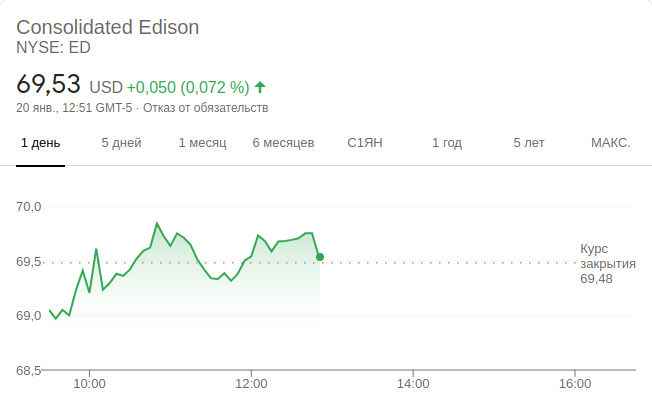 Consolidated Edison
NYSE: ED
69,53 USD +0,050 (0,072 %)
20 янв., 12:51 GMT-5 · Отказ от обязательств
1 день 5 дней 1 месяц 6 месяцев С1ЯН 1 год 5 лет МАКС.
70,0
Курс
69,5 закрытия
69,48
69,0
68,5
10:00 12:00 14:00 16:00